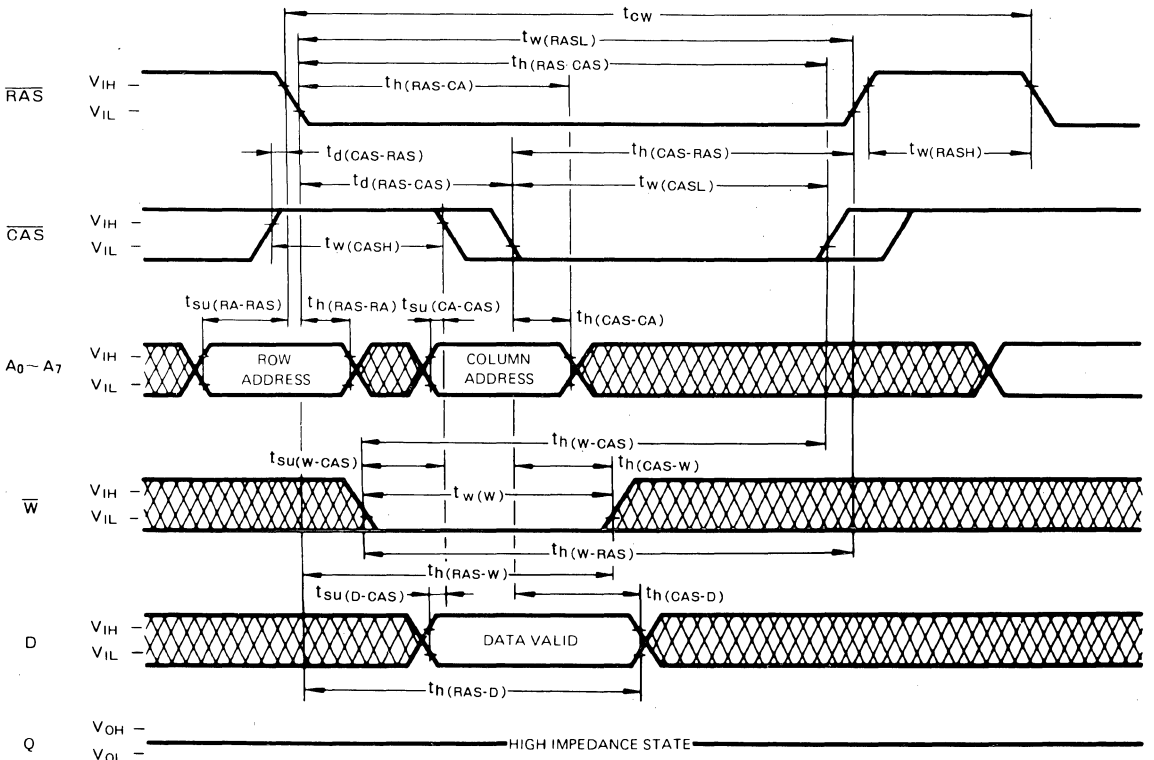 tCW
tw(RASL)
th(RAS CAS)
th(RAS-CA)
RAS
VIH
VIL
td(CAS-RAS)
th(CAS-RAS)
tw(RASH)
td(RAS-CAS)
tw(CASL)
CAS
VIH
VIL
tw(CASH)
tsu(RA-RAS)
th(RAS-RA)
tsu(CA-CAS)
th(CAS-CA)
A0~A7
VIH
VIL
ROW
ADDRESS
COLUMN
ADDRESS
th(W-CAS)
tsu(W-CAS)
th(CAS-W)
W
VIH
VIL
tw(W)
th(W-RAS)
th(RAS-W)
tsu(D-CAS)
th(CAS-D)
D
VIH
VIL
DATA VALID
th(RAS-D)
Q
VOH
VOL
HIGH IMPEDANCE STATE